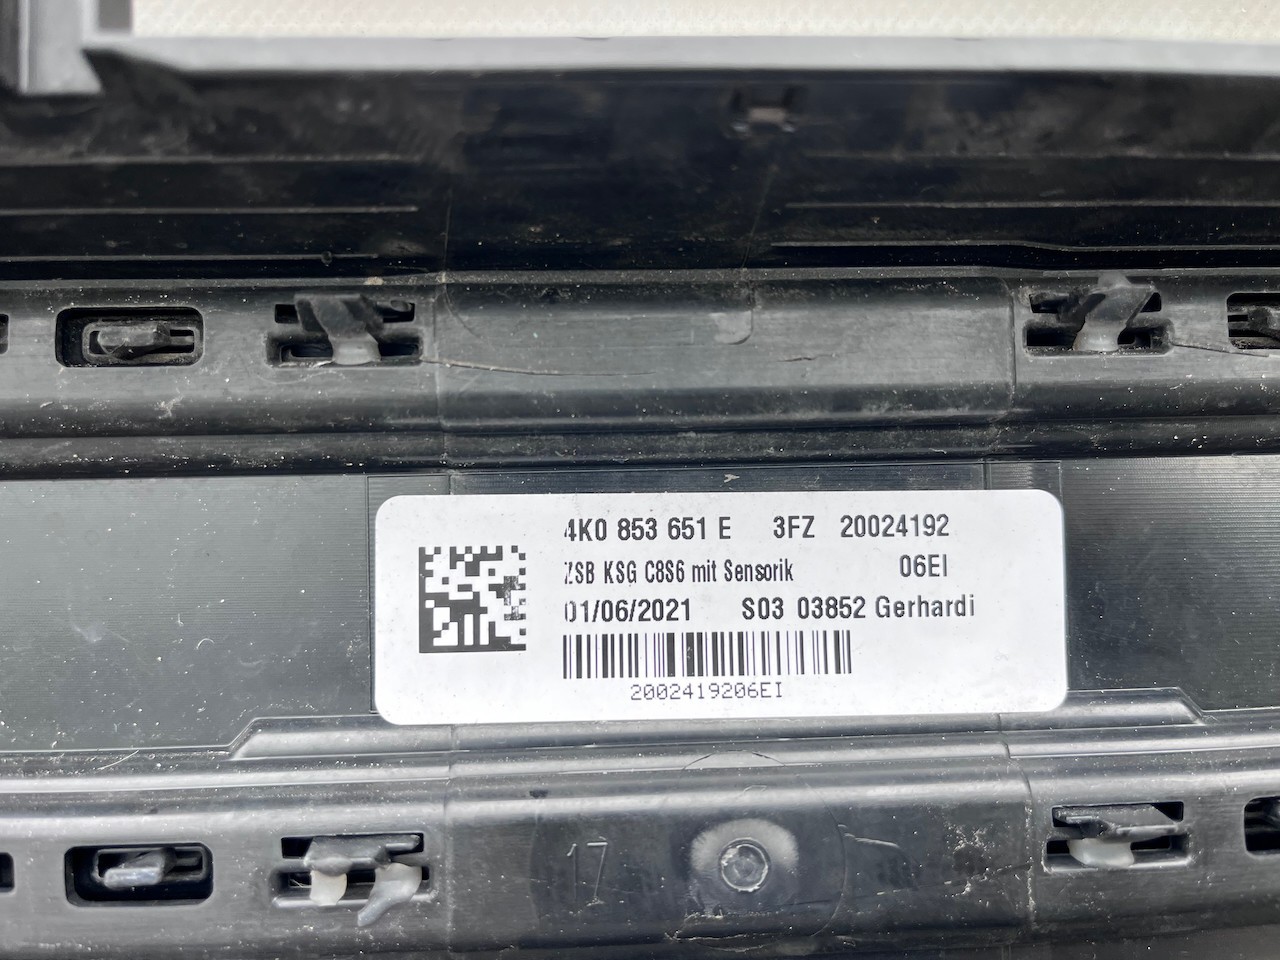 4K0 853 651 E 3FZ 20024192
ZSB KSG C8S6 mit Sensorik 06EI
01/06/2021 S03 03852 Gerhardi
2002419206EI
17